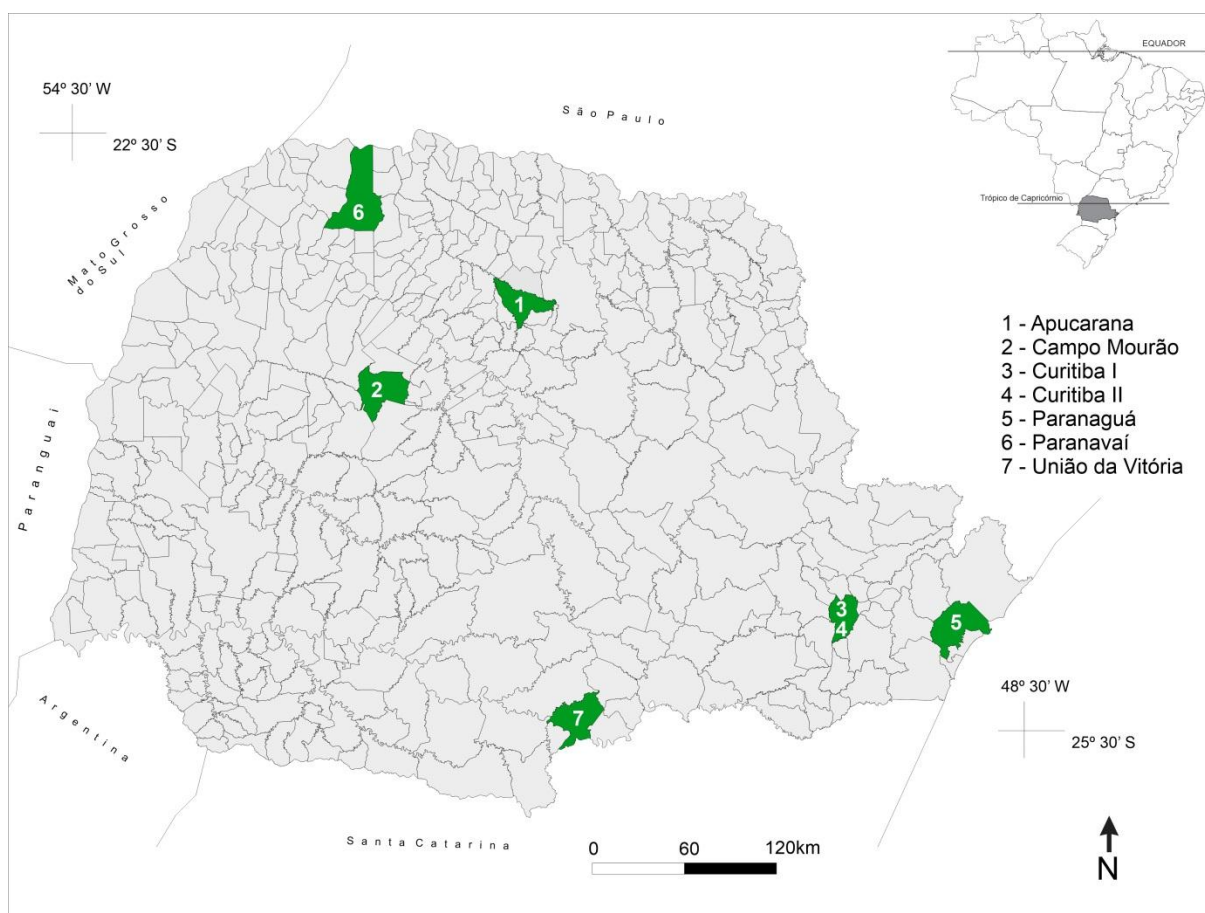 EQUADOR
54º 30’ W
22º 30’ S
São Paulo
Trópico de Capricórnio
Mato Grosso
do Sul
6
1
1 - Apucarana
2 - Campo Mourão
3 - Curitiba I
4 - Curitiba II
5 - Paranaguá
6 - Paranavaí
7 - União da Vitória
2
Paranguai
3
4
5
48º 30’ W
25º 30’ S
7
Argentina
Santa Catarina
0 60 120km
N